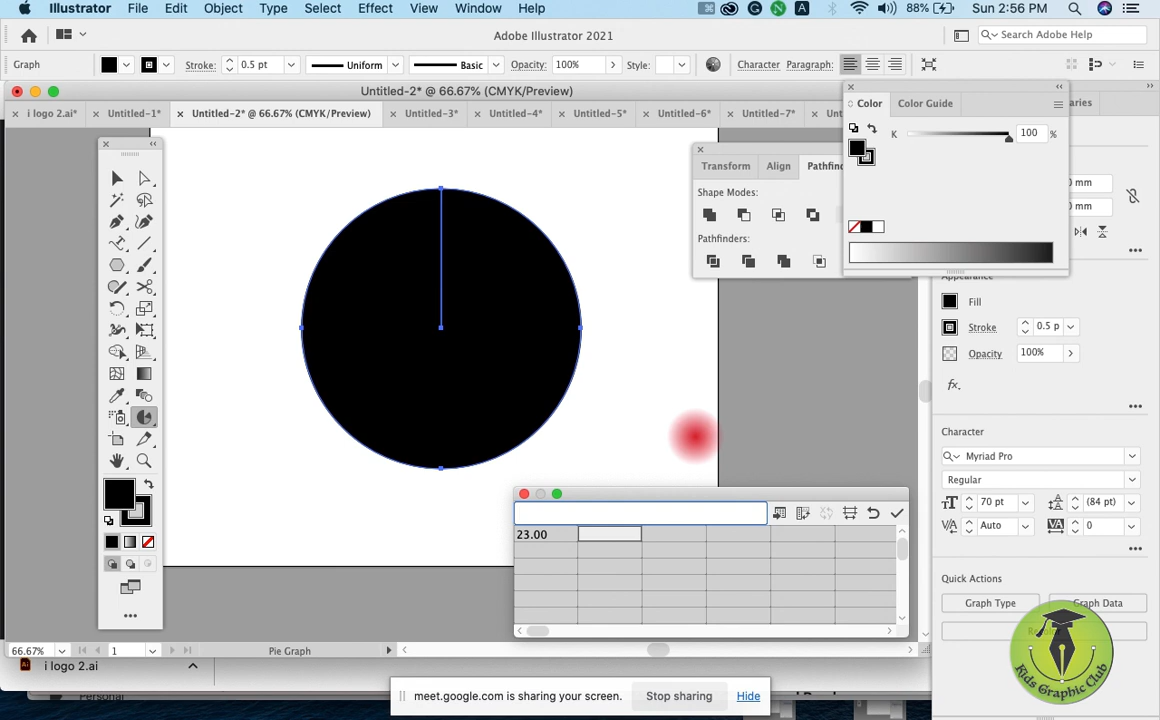 Illustrator File Edit Object Type Select Effect View Window Help
88% Sun 2:56 PM
Adobe Illustrator 2021
Search Adobe Help
Graph Stroke: 0.5 pt Uniform Basic Opacity: 100% Style: Character Paragraph:
Untitled-2* @ 66.67% (CMYK/Preview)
i logo 2.ai* Untitled-1* Untitled-2* @ 66.67% (CMYK/Preview) Untitled-3* Untitled-4* Untitled-5* Untitled-6* Untitled-7*
Color Color Guide
K 100 %
Transform Align Pathfin
Shape Modes:
Pathfinders:
0 mm
0 mm
Appearance
Fill
Stroke 0.5 p
Opacity 100%
fx.
Character
Myriad Pro
Regular
70 pt (84 pt)
Auto 0
Quick Actions
Graph Type Graph Data
23.00
66.67% 1 Pie Graph
i logo 2.ai
Personal
meet.google.com is sharing your screen. Stop sharing Hide
Kids Graphic Club